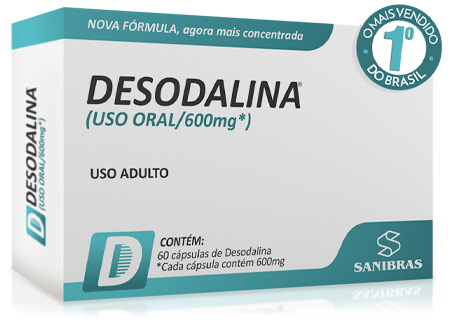 NOVA FÓRMULA, agora mais concentrada
O MAIS VENDIDO
1º
DO BRASIL
DESODALINA®
(USO ORAL/600mg*)
USO ADULTO
D
CONTÉM:
60 cápsulas de Desodalina
*Cada cápsula contém 600mg
S
SANIBRAS
D DESODALINA
(USO ORAL/600mg*)